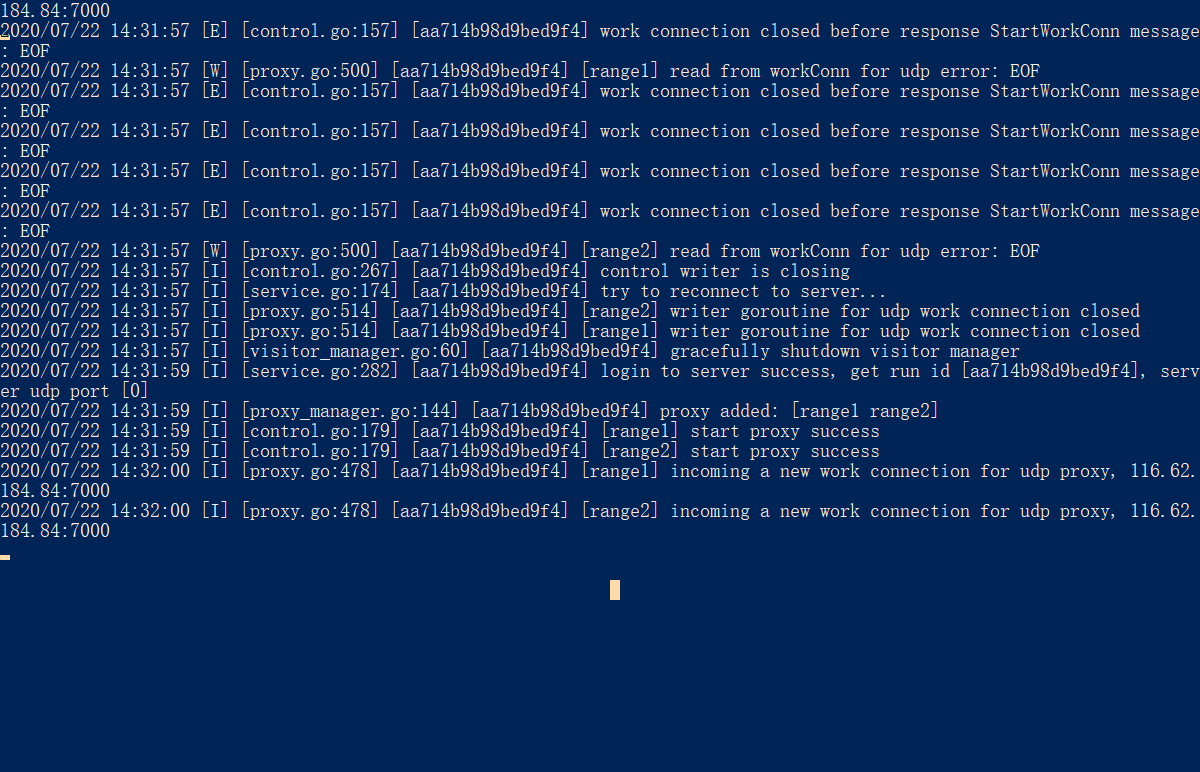 184.84:7000
2020/07/22 14:31:57 [E] [control.go:157] [aa714b98d9bed9f4] work connection closed before response StartWorkConn message
: EOF
2020/07/22 14:31:57 [W] [proxy.go:500] [aa714b98d9bed9f4] [range1] read from workConn for udp error: EOF
2020/07/22 14:31:57 [E] [control.go:157] [aa714b98d9bed9f4] work connection closed before response StartWorkConn message
: EOF
2020/07/22 14:31:57 [E] [control.go:157] [aa714b98d9bed9f4] work connection closed before response StartWorkConn message
: EOF
2020/07/22 14:31:57 [E] [control.go:157] [aa714b98d9bed9f4] work connection closed before response StartWorkConn message
: EOF
2020/07/22 14:31:57 [E] [control.go:157] [aa714b98d9bed9f4] work connection closed before response StartWorkConn message
: EOF
2020/07/22 14:31:57 [W] [proxy.go:500] [aa714b98d9bed9f4] [range2] read from workConn for udp error: EOF
2020/07/22 14:31:57 [I] [control.go:267] [aa714b98d9bed9f4] control writer is closing
2020/07/22 14:31:57 [I] [service.go:174] [aa714b98d9bed9f4] try to reconnect to server...
2020/07/22 14:31:57 [I] [proxy.go:514] [aa714b98d9bed9f4] [range2] writer goroutine for udp work connection closed
2020/07/22 14:31:57 [I] [proxy.go:514] [aa714b98d9bed9f4] [range1] writer goroutine for udp work connection closed
2020/07/22 14:31:57 [I] [visitor_manager.go:60] [aa714b98d9bed9f4] gracefully shutdown visitor manager
2020/07/22 14:31:59 [I] [service.go:282] [aa714b98d9bed9f4] login to server success, get run id [aa714b98d9bed9f4], serv
er udp port [0]
2020/07/22 14:31:59 [I] [proxy_manager.go:144] [aa714b98d9bed9f4] proxy added: [range1 range2]
2020/07/22 14:31:59 [I] [control.go:179] [aa714b98d9bed9f4] [range1] start proxy success
2020/07/22 14:31:59 [I] [control.go:179] [aa714b98d9bed9f4] [range2] start proxy success
2020/07/22 14:32:00 [I] [proxy.go:478] [aa714b98d9bed9f4] [range1] incoming a new work connection for udp proxy, 116.62.
184.84:7000
2020/07/22 14:32:00 [I] [proxy.go:478] [aa714b98d9bed9f4] [range2] incoming a new work connection for udp proxy, 116.62.
184.84:7000